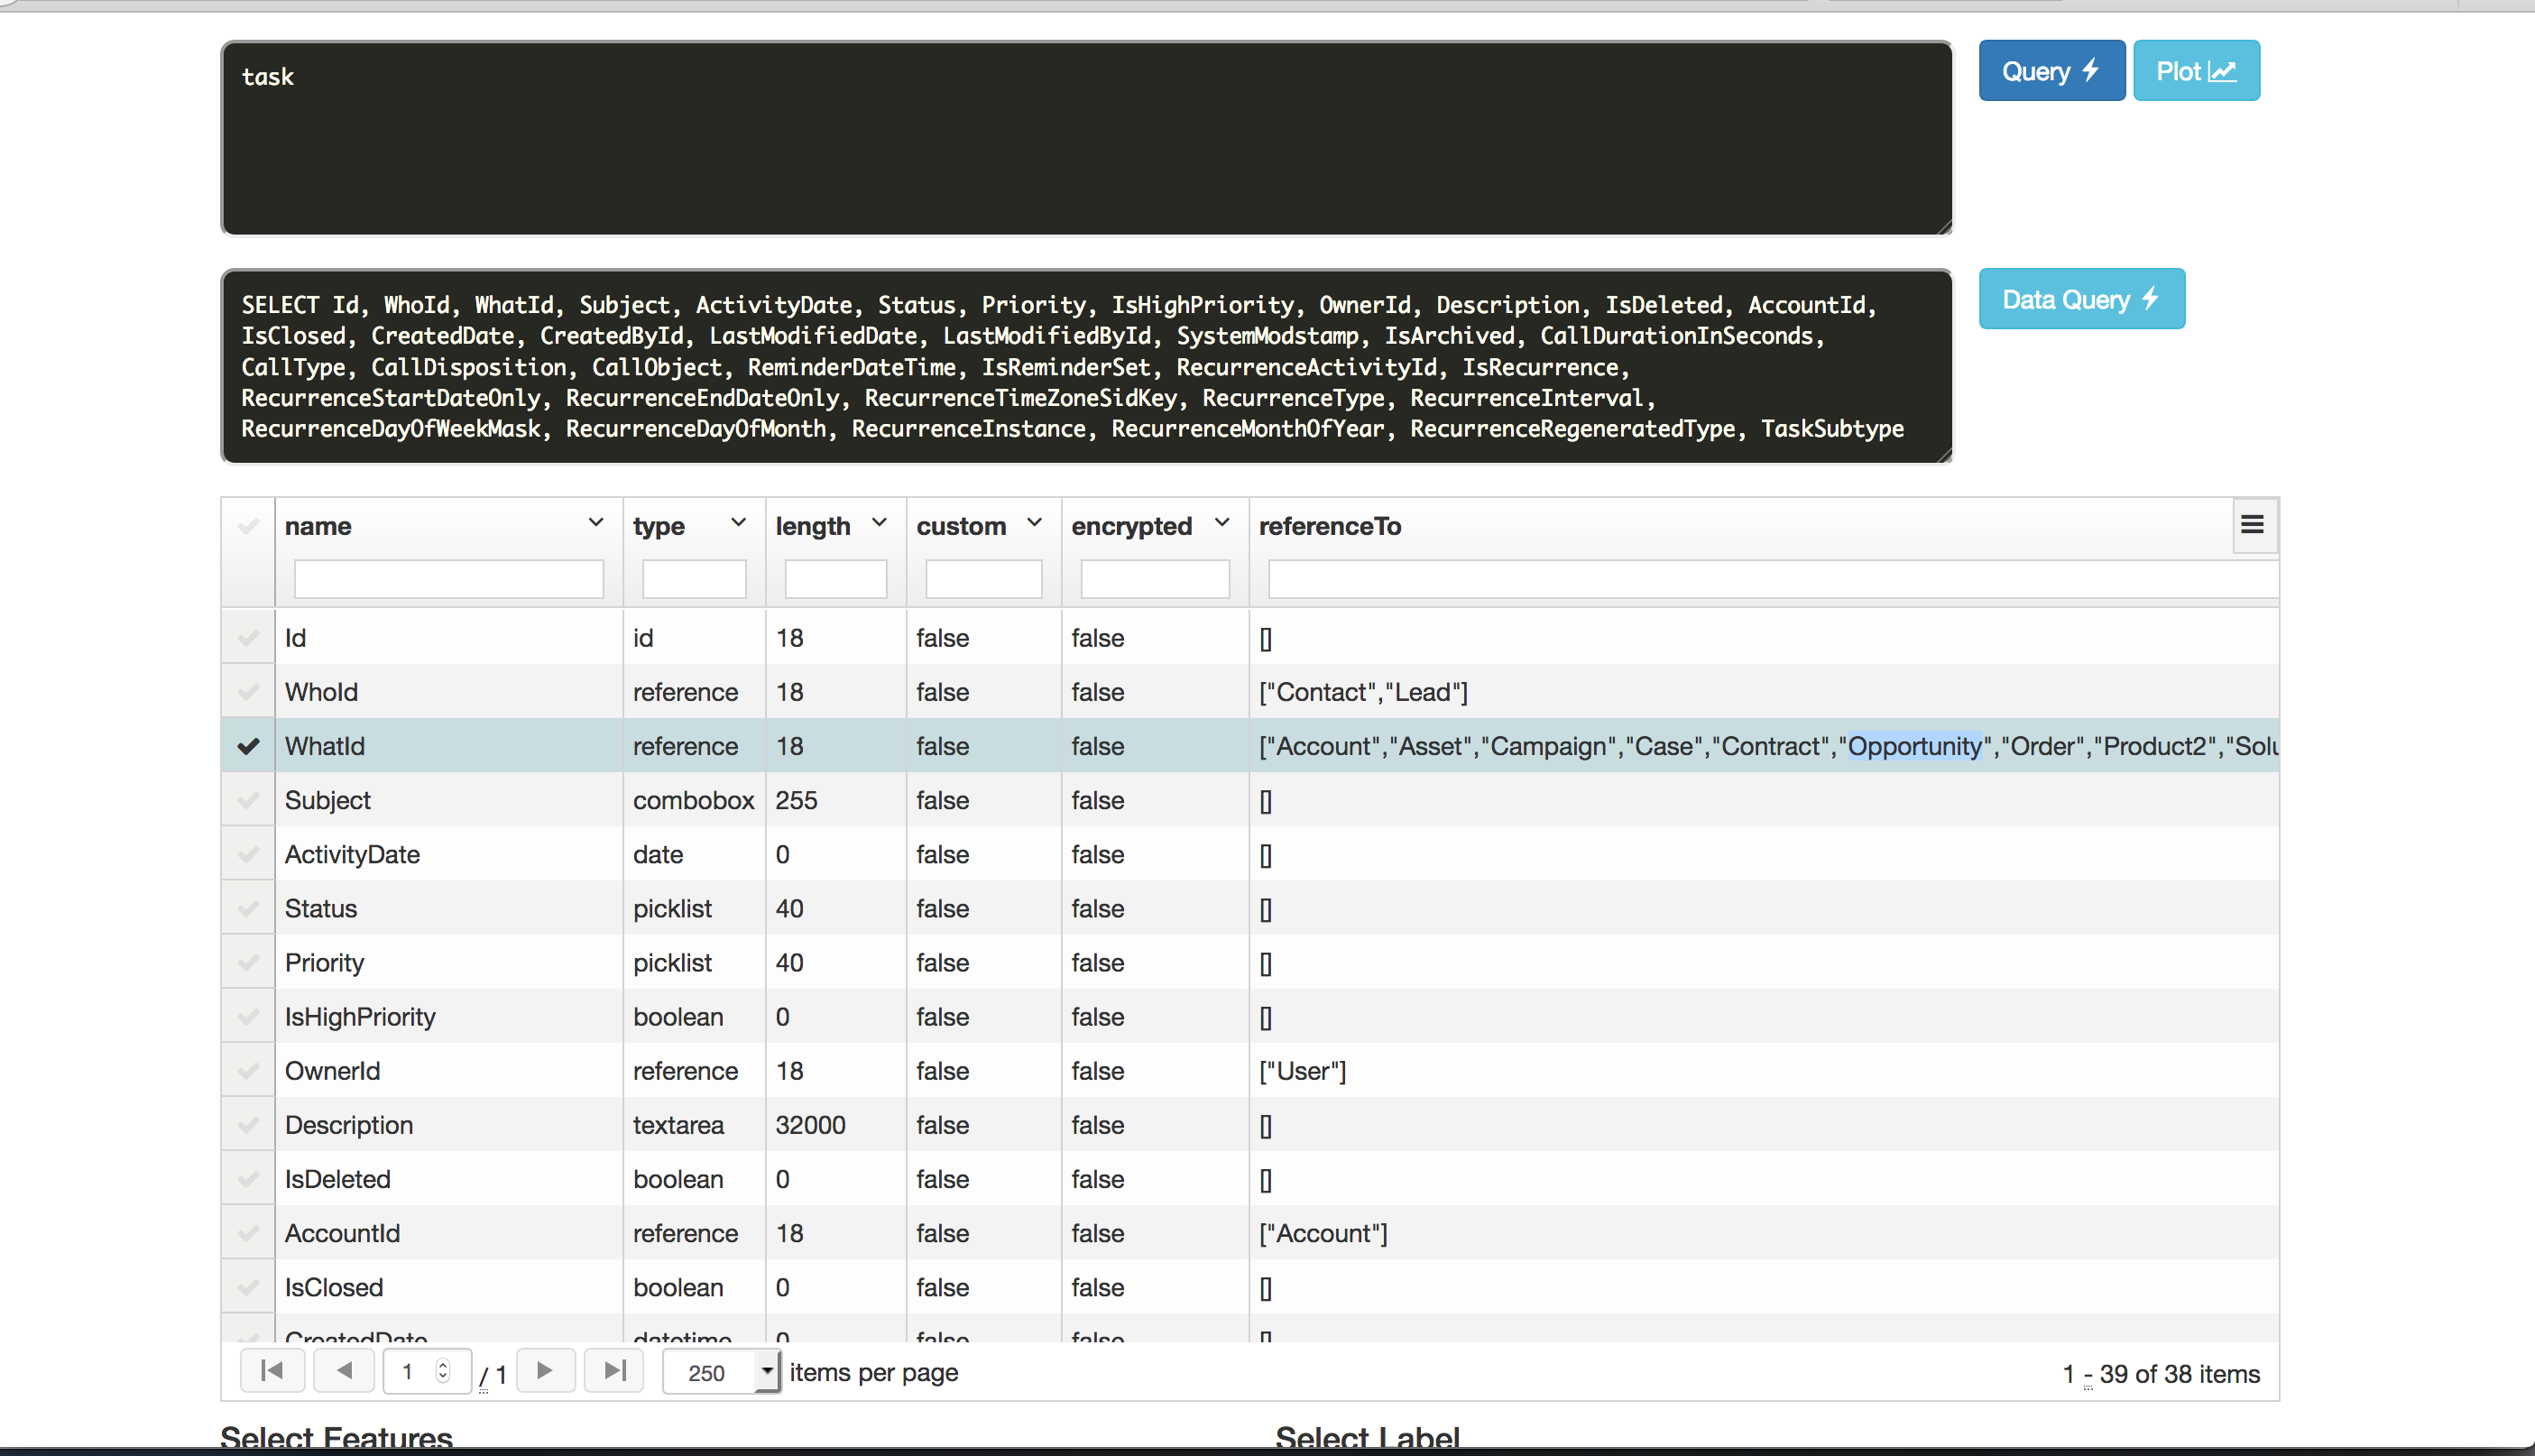 task
Query
Plot
SELECT Id, WhoId, WhatId, Subject, ActivityDate, Status, Priority, IsHighPriority, OwnerId, Description, IsDeleted, AccountId,
IsClosed, CreatedDate, CreatedById, LastModifiedDate, LastModifiedById, SystemModstamp, IsArchived, CallDurationInSeconds,
CallType, CallDisposition, CallObject, ReminderDateTime, IsReminderSet, RecurrenceActivityId, IsRecurrence,
RecurrenceStartDateOnly, RecurrenceEndDateOnly, RecurrenceTimeZoneSidKey, RecurrenceType, RecurrenceInterval,
RecurrenceDayOfWeekMask, RecurrenceDayOfMonth, RecurrenceInstance, RecurrenceMonthOfYear, RecurrenceRegeneratedType, TaskSubtype
Data Query
name type length custom encrypted referenceTo
Id id 18 false false []
WhoId reference 18 false false ["Contact","Lead"]
WhatId reference 18 false false ["Account","Asset","Campaign","Case","Contract","Opportunity","Order","Product2","Solu
Subject combobox 255 false false []
ActivityDate date 0 false false []
Status picklist 40 false false []
Priority picklist 40 false false []
IsHighPriority boolean 0 false false []
OwnerId reference 18 false false ["User"]
Description textarea 32000 false false []
IsDeleted boolean 0 false false []
AccountId reference 18 false false ["Account"]
IsClosed boolean 0 false false []
CreatedDate datetime 0 false false []
1 / 1 250 items per page 1 - 39 of 38 items
Select Features Select Label